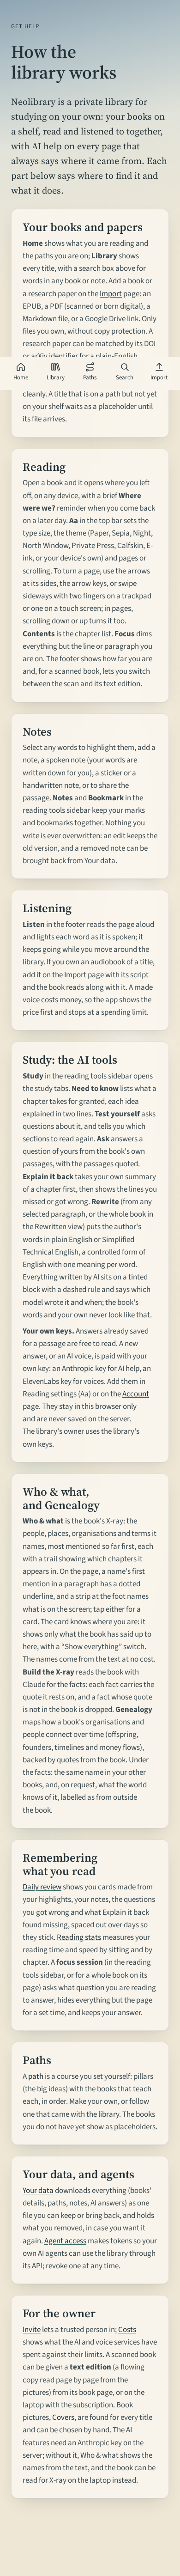 GET HELP
How the
library works
Neolibrary is a private library for
studying on your own: your books on
a shelf, read and listened to together,
with AI help on every page that
always says where it came from. Each
part below says where to find it and
what it does.
Your books and papers
Home shows what you are reading and
the paths you are on; Library shows
every title, with a search box above for
words in any book or note. Add a book or
a research paper on the Import page: an
EPUB, a PDF (scanned or born digital), a
Markdown file, or a Google Drive link. Only
files you own, without copy protection. A
research paper can be matched by its DOI
or arXiv identifier for a plain-English
Home
Library
Paths
Search
Import
cleanly. A title that is on a path but not yet
on your shelf waits as a placeholder until
its file arrives.
Reading
Open a book and it opens where you left
off, on any device, with a brief Where
were we? reminder when you come back
on a later day. Aa in the top bar sets the
type size, the theme (Paper, Sepia, Night,
North Window, Private Press, Calfskin, E-
ink, or your device's own) and pages or
scrolling. To turn a page, use the arrows
at its sides, the arrow keys, or swipe
sideways with two fingers on a trackpad
or one on a touch screen; in pages,
scrolling down or up turns it too.
Contents is the chapter list. Focus dims
everything but the line or paragraph you
are on. The footer shows how far you are
and, for a scanned book, lets you switch
between the scan and its text edition.
Notes
Select any words to highlight them, add a
note, a spoken note (your words are
written down for you), a sticker or a
handwritten note, or to share the
passage. Notes and Bookmark in the
reading tools sidebar keep your marks
and bookmarks together. Nothing you
write is ever overwritten: an edit keeps the
old version, and a removed note can be
brought back from Your data.
Listening
Listen in the footer reads the page aloud
and lights each word as it is spoken; it
keeps going while you move around the
library. If you own an audiobook of a title,
add it on the Import page with its script
and the book reads along with it. A made
voice costs money, so the app shows the
price first and stops at a spending limit.
Study: the AI tools
Study in the reading tools sidebar opens
the study tabs. Need to know lists what a
chapter takes for granted, each idea
explained in two lines. Test yourself asks
questions about it, and tells you which
sections to read again. Ask answers a
question of yours from the book's own
passages, with the passages quoted.
Explain it back takes your own summary
of a chapter first, then shows the lines you
missed or got wrong. Rewrite (from any
selected paragraph, or the whole book in
the Rewritten view) puts the author's
words in plain English or Simplified
Technical English, a controlled form of
English with one meaning per word.
Everything written by AI sits on a tinted
block with a dashed rule and says which
model wrote it and when; the book's
words and your own never look like that.
Your own keys. Answers already saved
for a passage are free to read. A new
answer, or an AI voice, is paid with your
own key: an Anthropic key for AI help, an
ElevenLabs key for voices. Add them in
Reading settings (Aa) or on the Account
page. They stay in this browser only
and are never saved on the server.
The library's owner uses the library's
own keys.
Who & what,
and Genealogy
Who & what is the book's X-ray: the
people, places, organisations and terms it
names, most mentioned so far first, each
with a trail showing which chapters it
appears in. On the page, a name's first
mention in a paragraph has a dotted
underline, and a strip at the foot names
what is on the screen; tap either for a
card. The card knows where you are: it
shows only what the book has said up to
here, with a “Show everything” switch.
The names come from the text at no cost.
Build the X-ray reads the book with
Claude for the facts: each fact carries the
quote it rests on, and a fact whose quote
is not in the book is dropped. Genealogy
maps how a book's organisations and
people connect over time (offspring,
founders, timelines and money flows),
backed by quotes from the book. Under
the facts: the same name in your other
books, and, on request, what the world
knows of it, labelled as from outside
the book.
Remembering
what you read
Daily review shows you cards made from
your highlights, your notes, the questions
you got wrong and what Explain it back
found missing, spaced out over days so
they stick. Reading stats measures your
reading time and speed by sitting and by
chapter. A focus session (in the reading
tools sidebar, or for a whole book on its
page) asks what question you are reading
to answer, hides everything but the page
for a set time, and keeps your answer.
Paths
A path is a course you set yourself: pillars
(the big ideas) with the books that teach
each, in order. Make your own, or follow
one that came with the library. The books
you do not have yet show as placeholders.
Your data, and agents
Your data downloads everything (books'
details, paths, notes, AI answers) as one
file you can keep or bring back, and holds
what you removed, in case you want it
again. Agent access makes tokens so your
own AI agents can use the library through
its API; revoke one at any time.
For the owner
Invite lets a trusted person in; Costs
shows what the AI and voice services have
spent against their limits. A scanned book
can be given a text edition (a flowing
copy read page by page from the
pictures) from its book page, or on the
laptop with the subscription. Book
pictures, Covers, are found for every title
and can be chosen by hand. The AI
features need an Anthropic key on the
server; without it, Who & what shows the
names from the text, and the book can be
read for X-ray on the laptop instead.